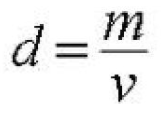 d = m/v